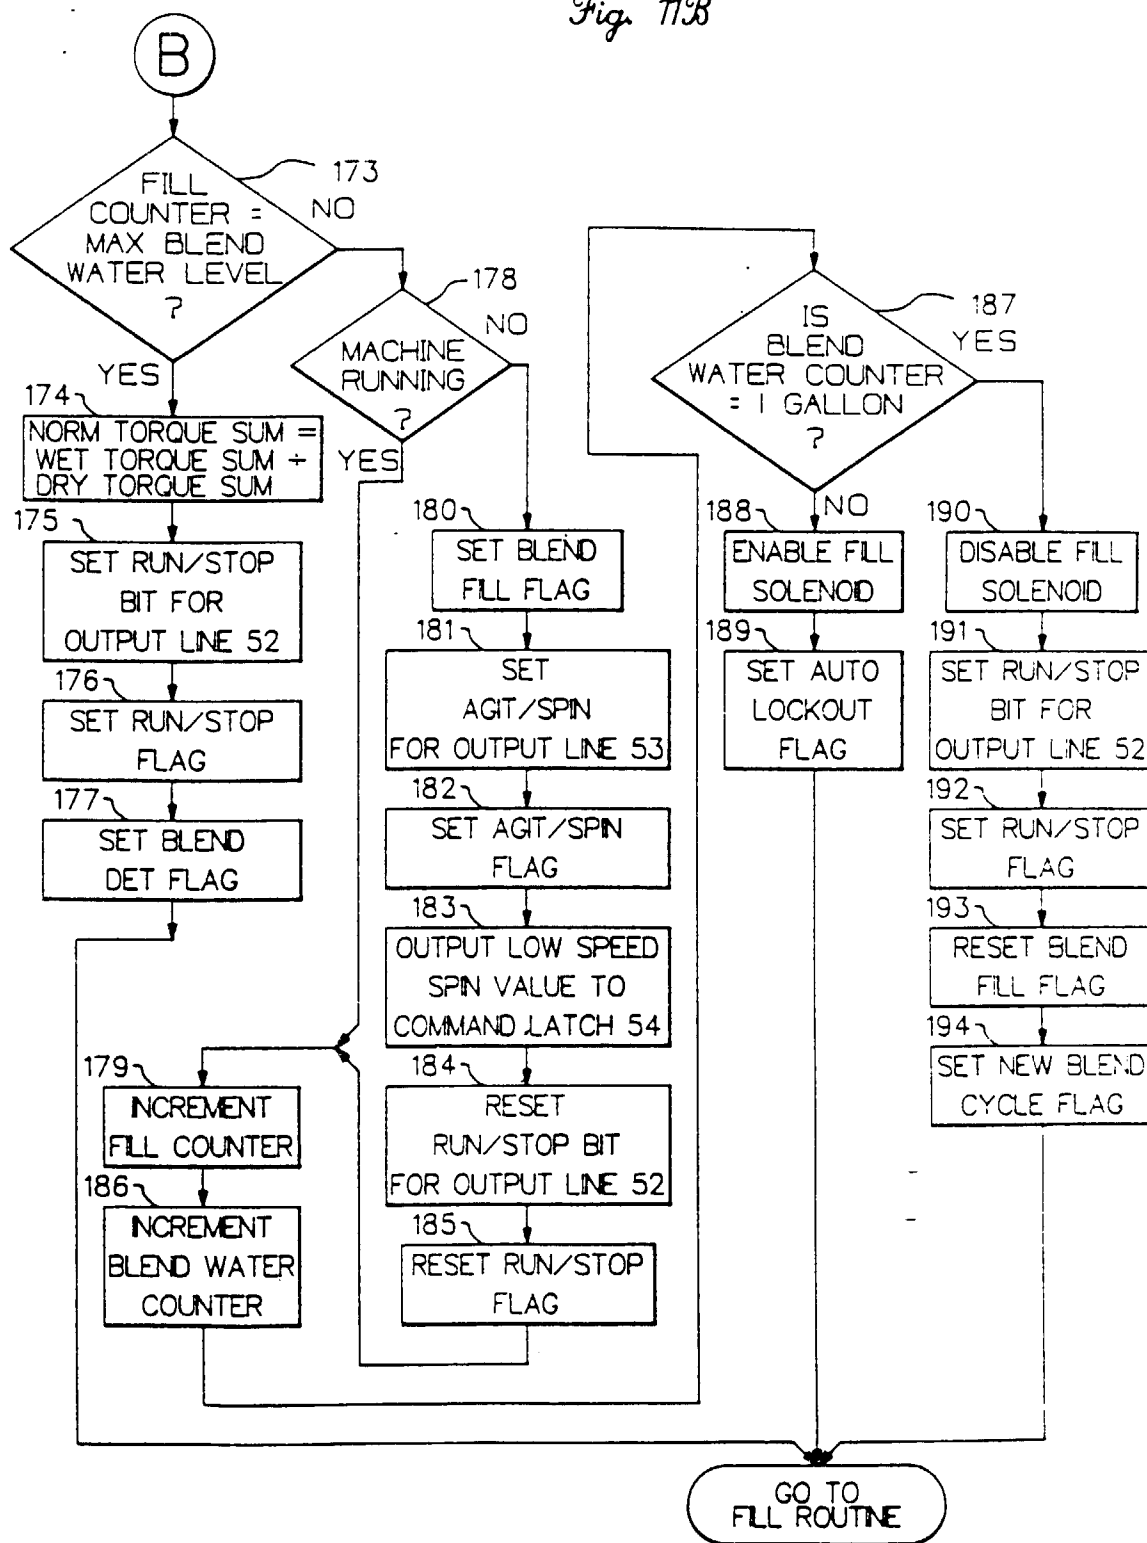 Fig. 11B
B
173
FILL
COUNTER =
MAX BLEND
WATER LEVEL
?
NO
YES
174
NORM TORQUE SUM =
WET TORQUE SUM ÷
DRY TORQUE SUM
175
SET RUN/STOP
BIT FOR
OUTPUT LINE 52
176
SET RUN/STOP
FLAG
177
SET BLEND
DET FLAG
178
MACHINE
RUNNING
?
NO
YES
180
SET BLEND
FILL FLAG
181
SET
AGIT/SPIN
FOR OUTPUT LINE 53
182
SET AGIT/SPIN
FLAG
183
OUTPUT LOW SPEED
SPIN VALUE TO
COMMAND LATCH 54
184
RESET
RUN/STOP BIT
FOR OUTPUT LINE 52
185
RESET RUN/STOP
FLAG
179
INCREMENT
FILL COUNTER
186
INCREMENT
BLEND WATER
COUNTER
187
IS
BLEND
WATER COUNTER
= 1 GALLON
?
YES
NO
188
ENABLE FILL
SOLENOID
189
SET AUTO
LOCKOUT
FLAG
190
DISABLE FILL
SOLENOID
191
SET RUN/STOP
BIT FOR
OUTPUT LINE 52
192
SET RUN/STOP
FLAG
193
RESET BLEND
FILL FLAG
194
SET NEW BLEND
CYCLE FLAG
GO TO
FILL ROUTINE